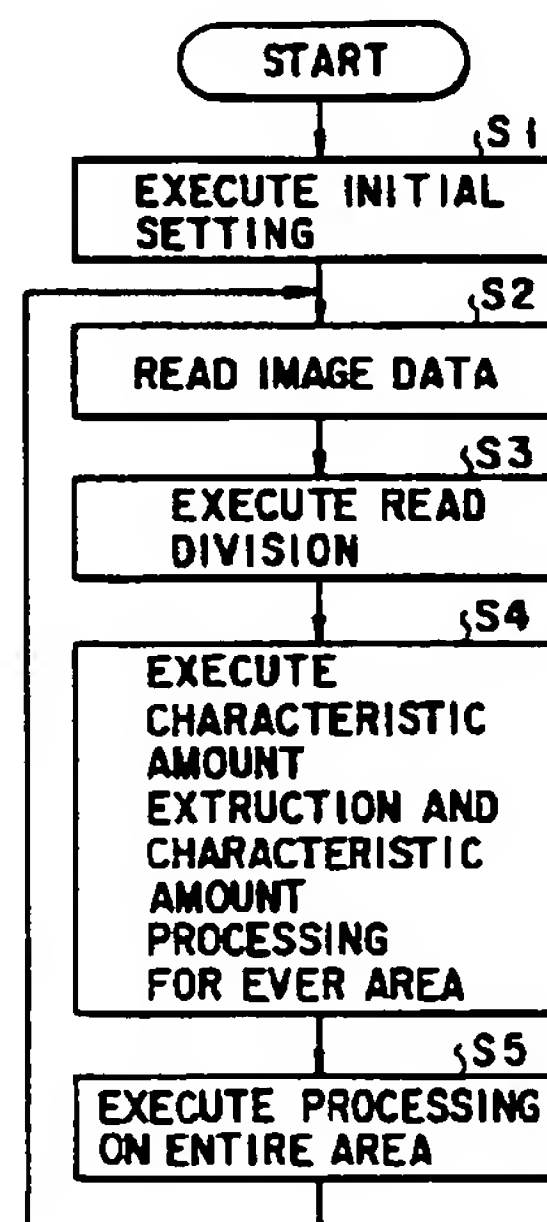 START
S1
EXECUTE INITIAL
SETTING
S2
READ IMAGE DATA
S3
EXECUTE READ
DIVISION
S4
EXECUTE
CHARACTERISTIC
AMOUNT
EXTRUCTION AND
CHARACTERISTIC
AMOUNT
PROCESSING
FOR EVER AREA
S5
EXECUTE PROCESSING
ON ENTIRE AREA